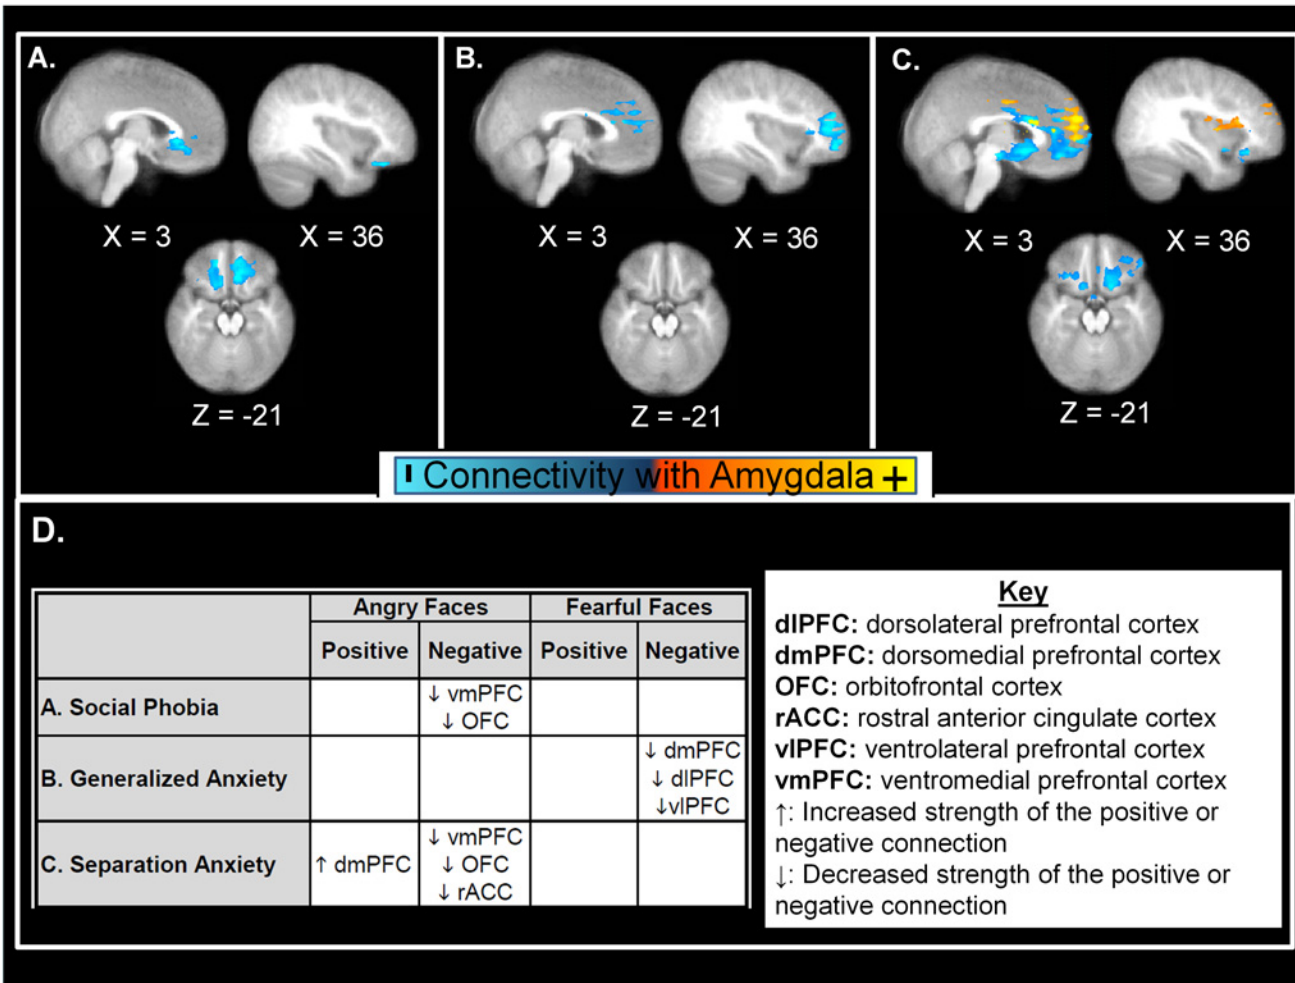 A.
B.
C.
X = 3
X = 36
X = 3
X = 36
X = 3
X = 36
Z = -21
Z = -21
Z = -21
- Connectivity with Amygdala +
D.
Angry Faces
Fearful Faces
Positive
Negative
Positive
Negative
A. Social Phobia
↓ vmPFC
↓ OFC
B. Generalized Anxiety
↓ dmPFC
↓ dlPFC
↓vlPFC
C. Separation Anxiety
↑ dmPFC
↓ vmPFC
↓ OFC
↓ rACC
Key
dlPFC: dorsolateral prefrontal cortex
dmPFC: dorsomedial prefrontal cortex
OFC: orbitofrontal cortex
rACC: rostral anterior cingulate cortex
vlPFC: ventrolateral prefrontal cortex
vmPFC: ventromedial prefrontal cortex
↑: Increased strength of the positive or
negative connection
↓: Decreased strength of the positive or
negative connection